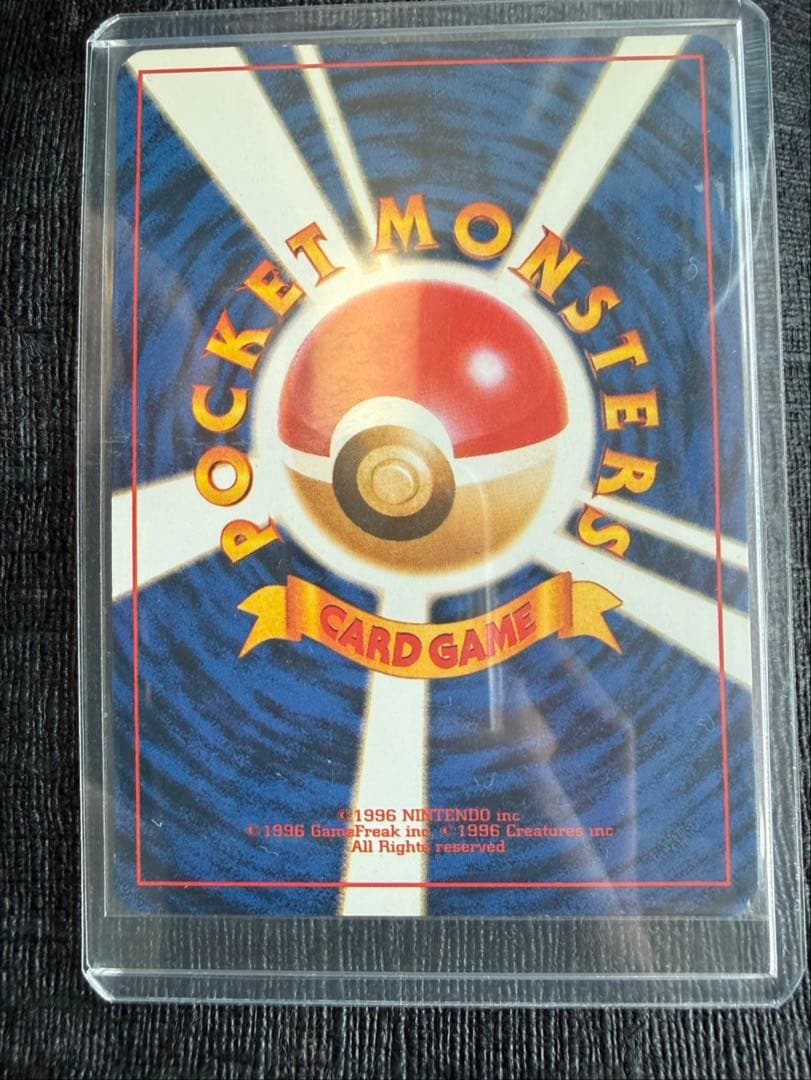 POCKET MONSTERS
CARD GAME
©1996 NINTENDO inc
©1996 GameFreak inc. ©1996 Creatures inc
All Rights reserved